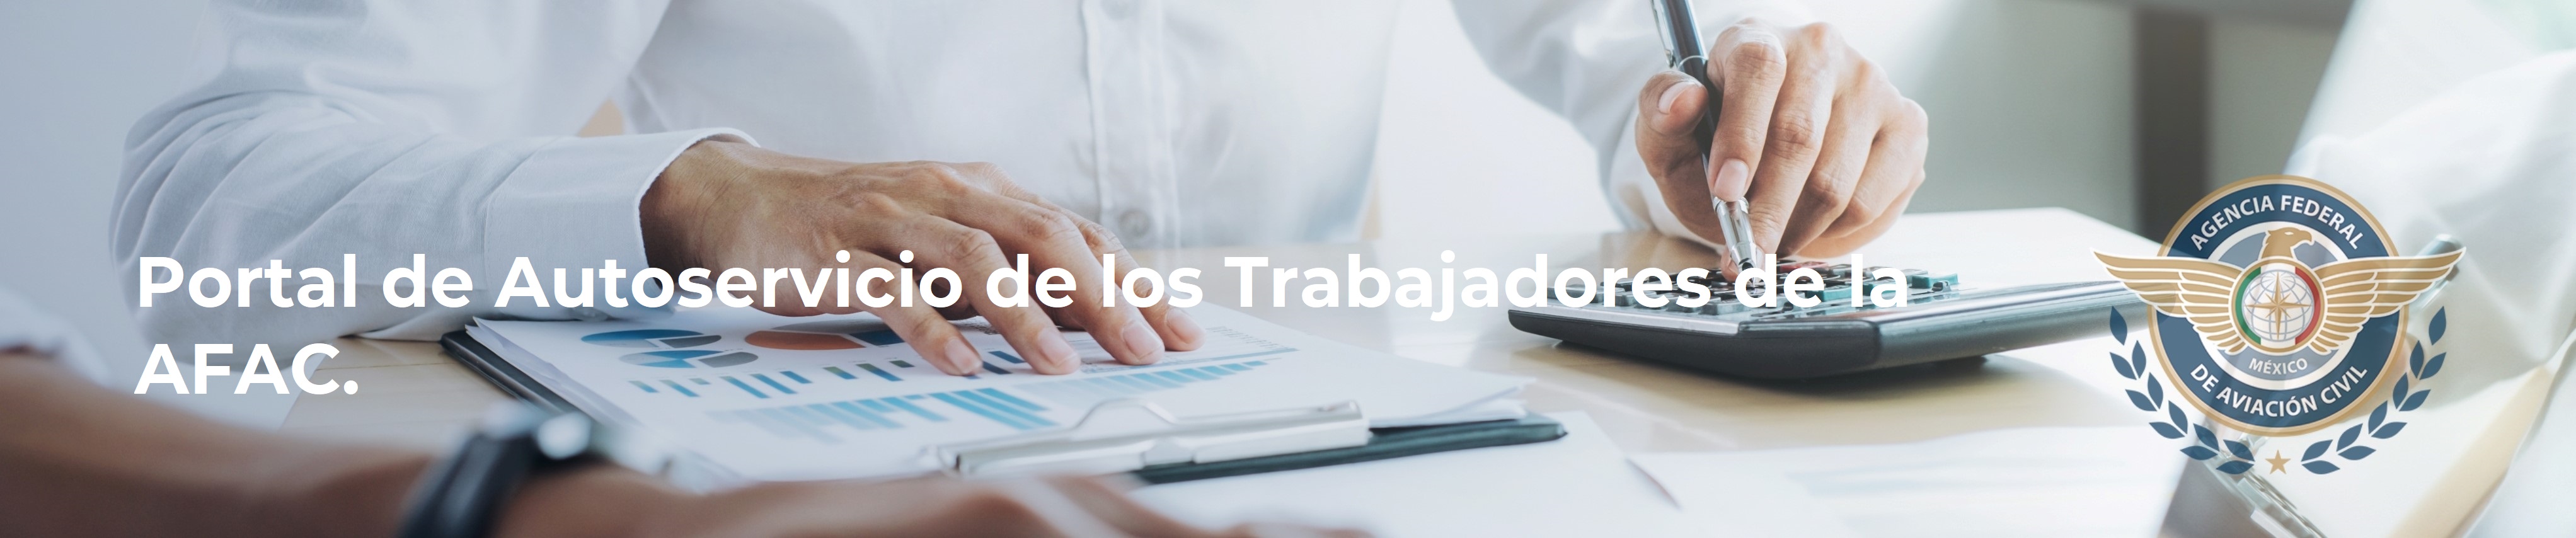 Portal de Autoservicio de los Trabajadores de la
AFAC.
AGENCIA FEDERAL
MÉXICO
DE AVIACIÓN CIVIL